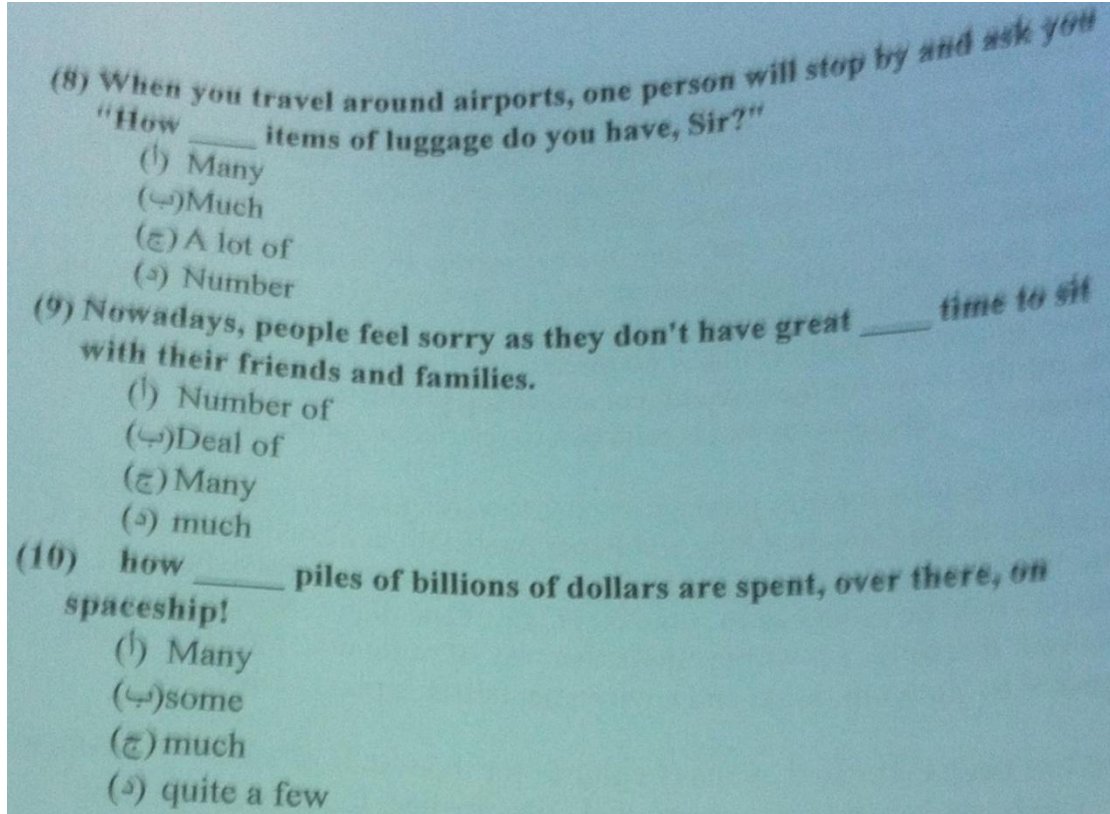 (8) When you travel around airports, one person will stop by and ask you
"How _____ items of luggage do you have, Sir?"
(أ) Many
(ب) Much
(ج) A lot of
(د) Number
(9) Nowadays, people feel sorry as they don't have great _____ time to sit
with their friends and families.
(أ) Number of
(ب) Deal of
(ج) Many
(د) much
(10) how _____ piles of billions of dollars are spent, over there, on
spaceship!
(أ) Many
(ب) some
(ج) much
(د) quite a few